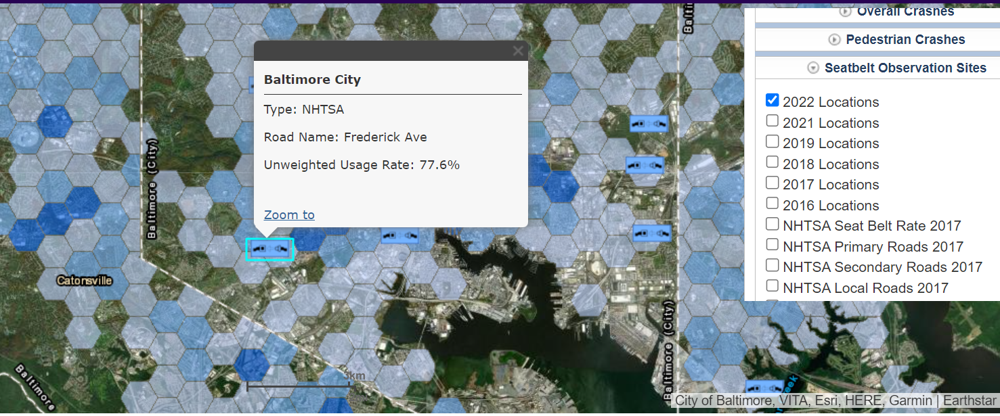 Baltimore City
Type: NHTSA
Road Name: Frederick Ave
Unweighted Usage Rate: 77.6%
Zoom to
Baltimore (City)
Catonsville
Baltimore
3km
Baltimore (City)
Overall Crashes
Pedestrian Crashes
Seatbelt Observation Sites
2022 Locations
2021 Locations
2019 Locations
2018 Locations
2017 Locations
2016 Locations
NHTSA Seat Belt Rate 2017
NHTSA Primary Roads 2017
NHTSA Secondary Roads 2017
NHTSA Local Roads 2017
City of Baltimore, VITA, Esri, HERE, Garmin | Earthstar